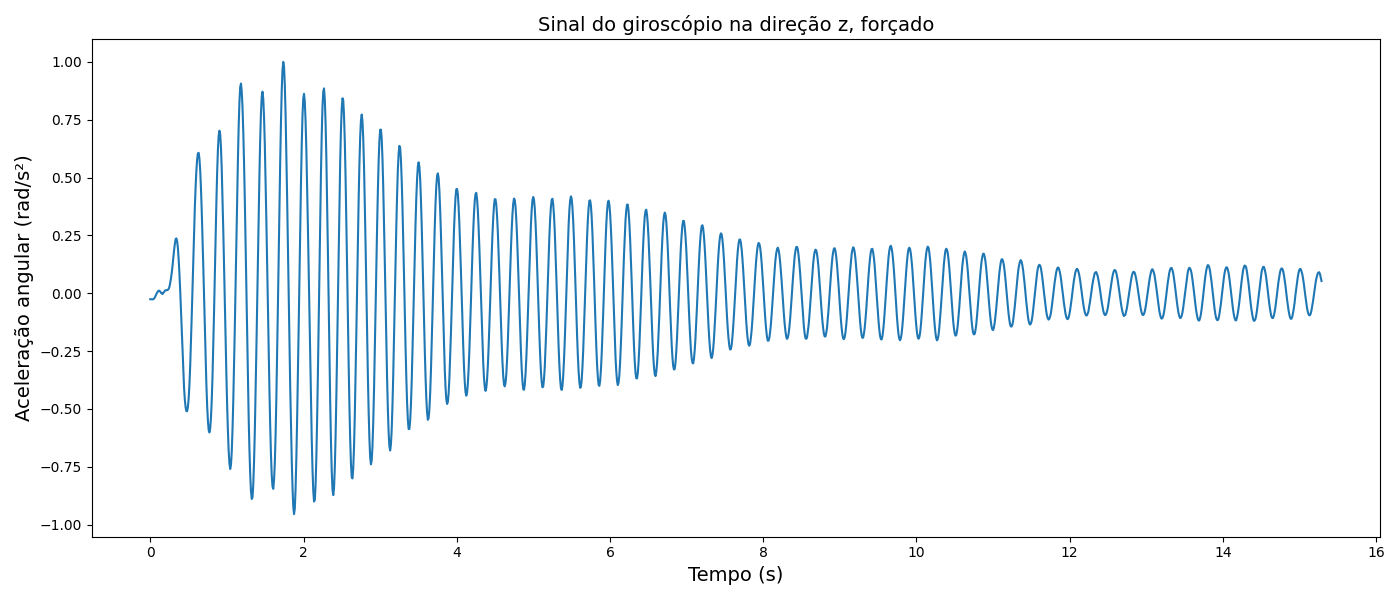 Sinal do giroscópio na direção z, forçado
Aceleração angular (rad/s²)
1.00
0.75
0.50
0.25
0.00
−0.25
−0.50
−0.75
−1.00
0 2 4 6 8 10 12 14 16
Tempo (s)